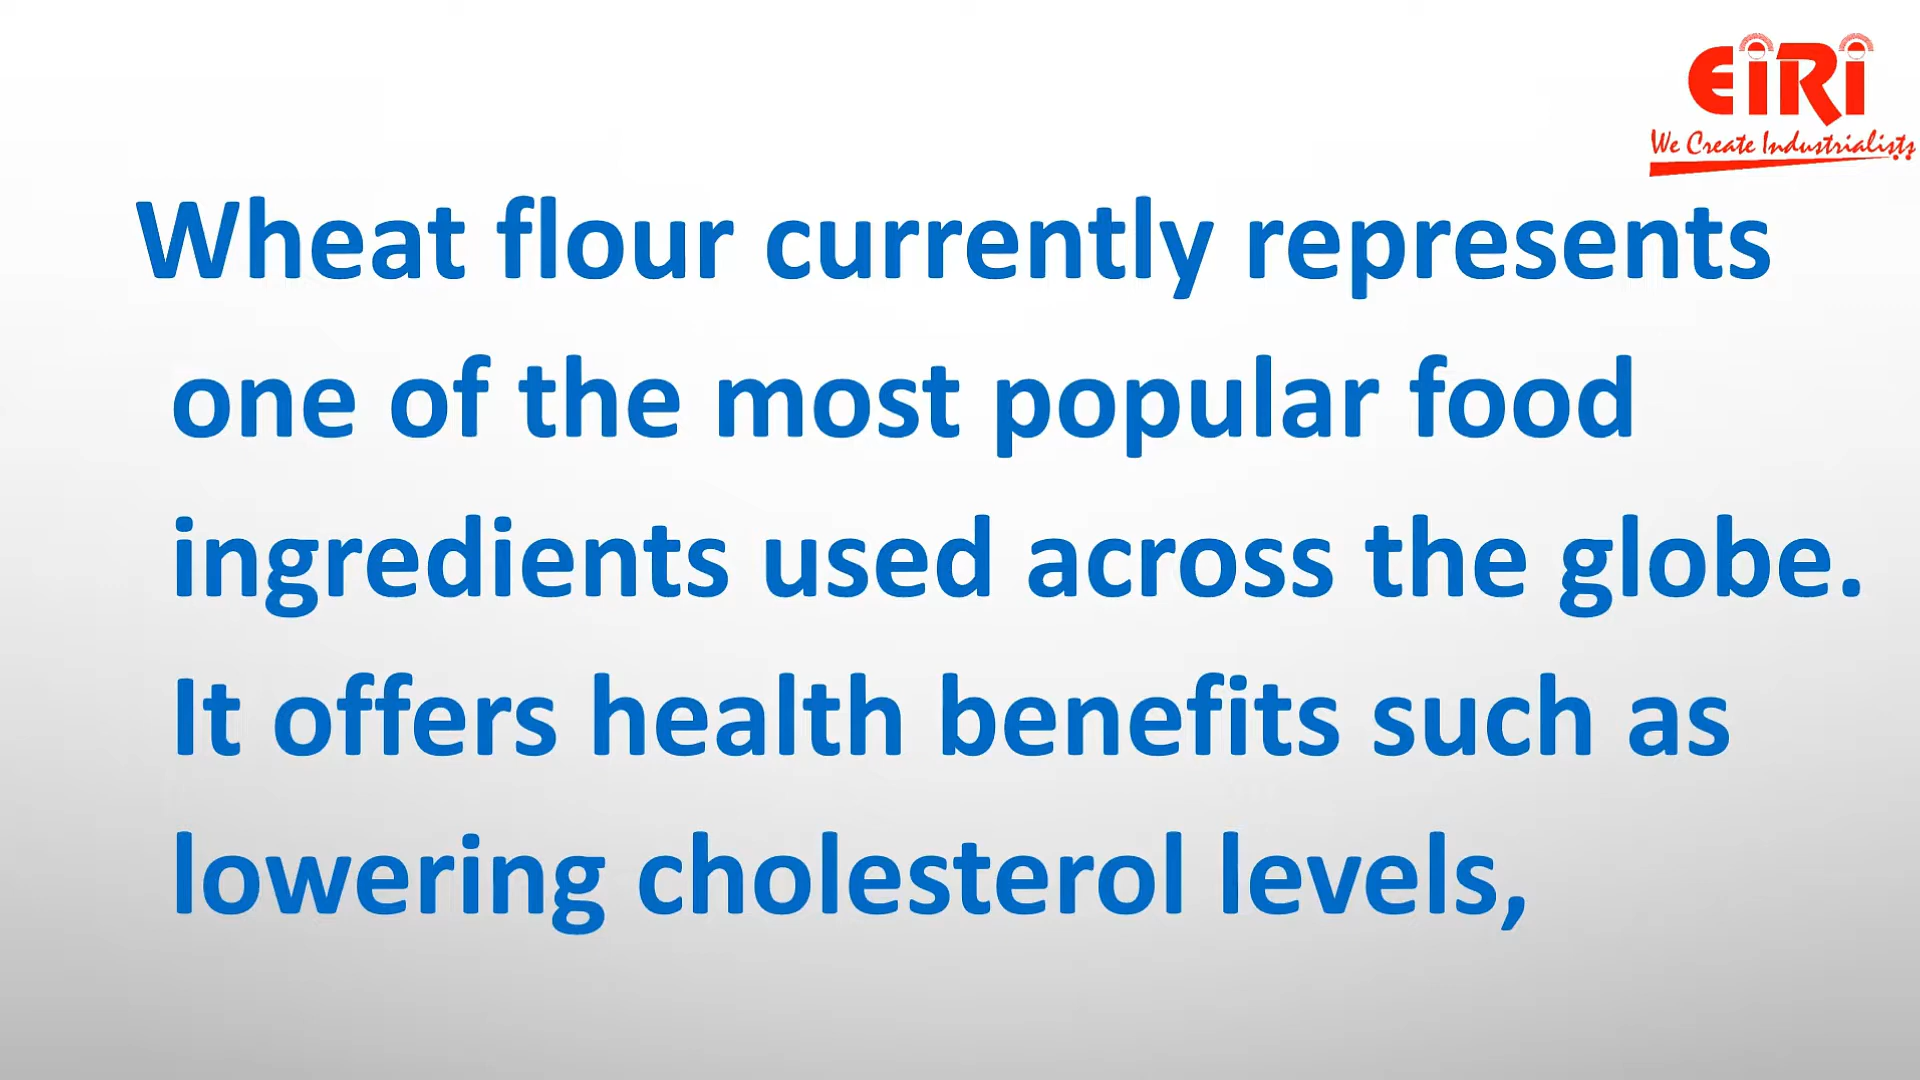 EiRi
We Create Industrialists
Wheat flour currently represents
one of the most popular food
ingredients used across the globe.
It offers health benefits such as
lowering cholesterol levels,